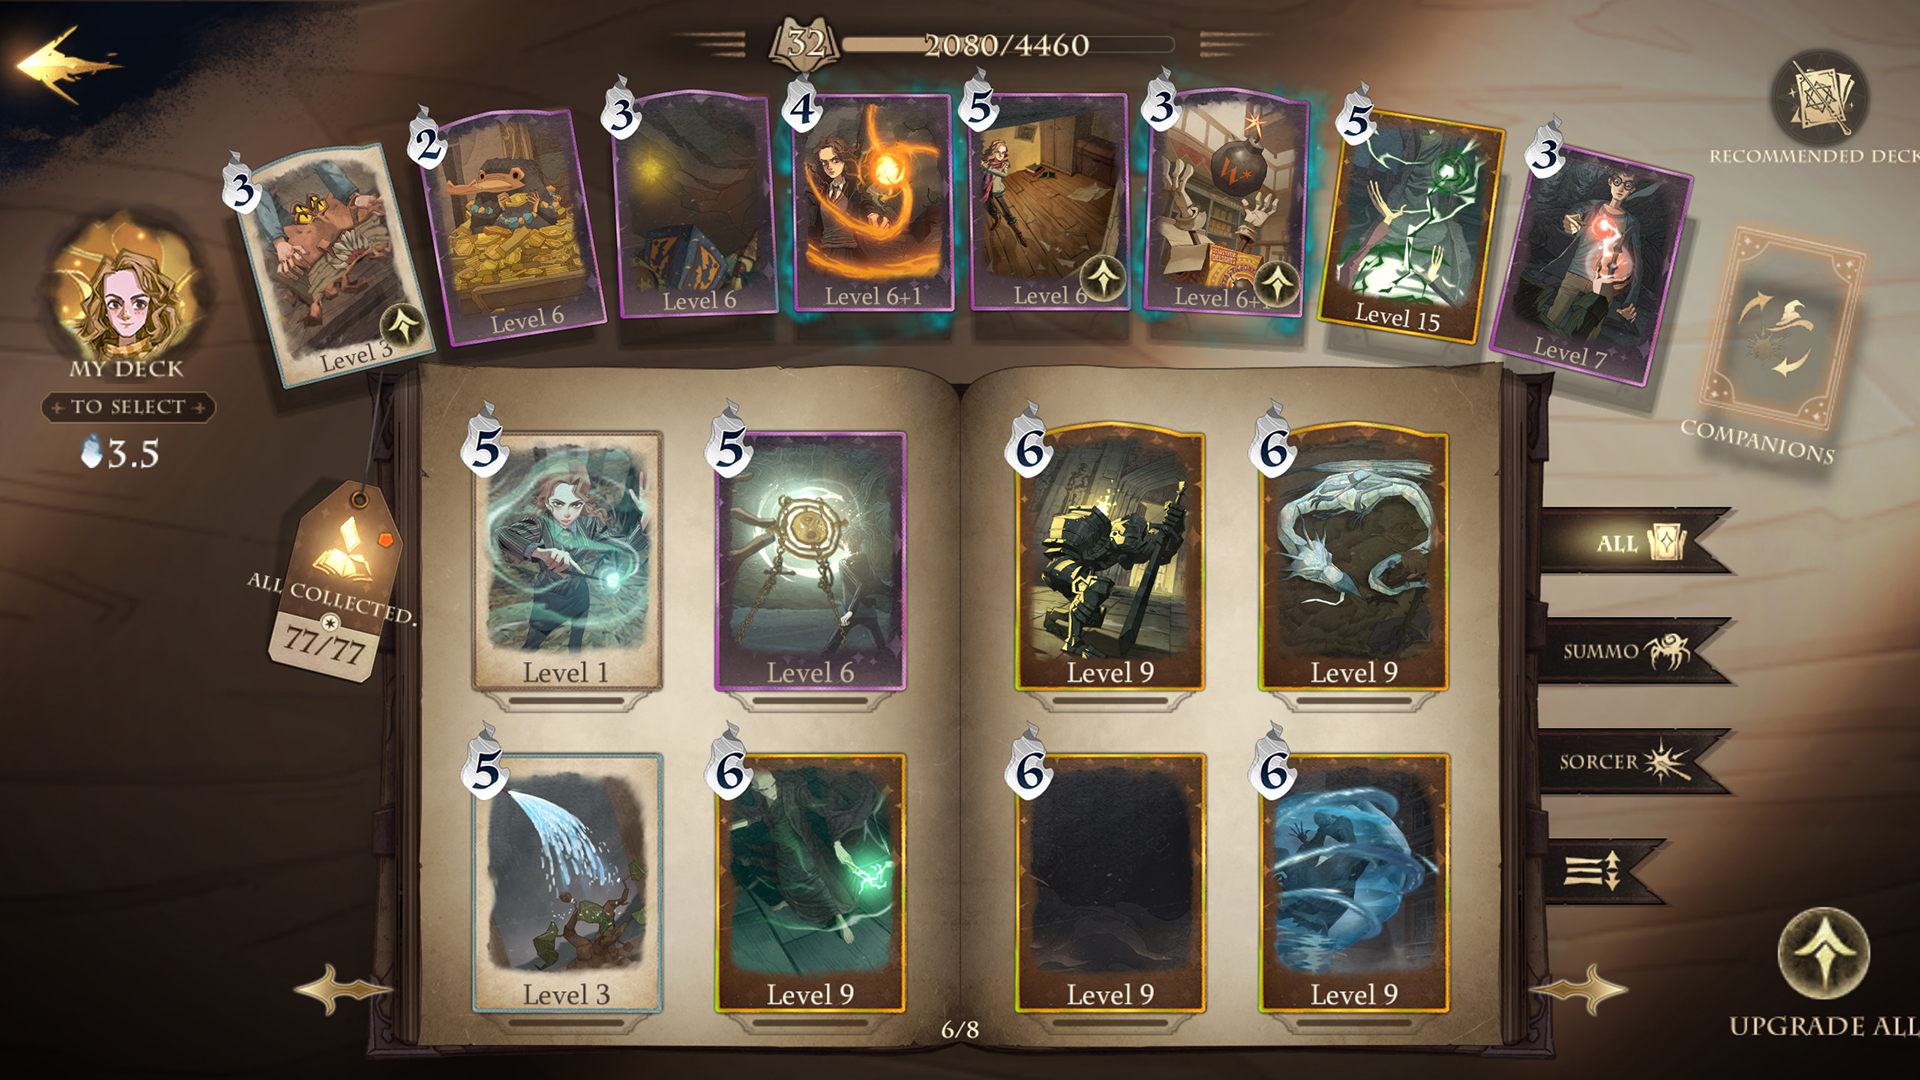 32 2080/4460
RECOMMENDED DECK
3
2
3
4
5
3
5
3
Level 3
Level 6
Level 6
Level 6+1
Level 6
Level 6+
Level 15
Level 7
MY DECK
TO SELECT
3.5
COMPANIONS
ALL COLLECTED.
77/77
5
5
6
6
Level 1
Level 6
Level 9
Level 9
5
6
6
6
Level 3
Level 9
Level 9
Level 9
6/8
ALL
SUMMO
SORCER
UPGRADE ALL